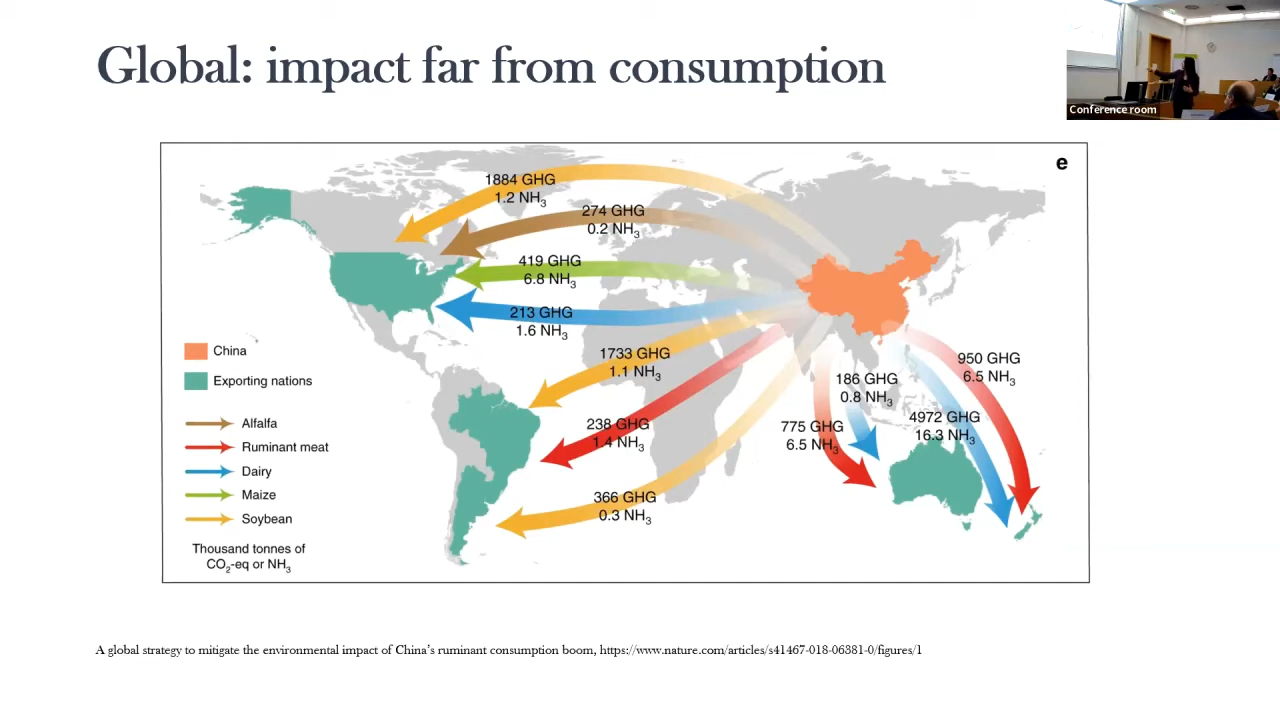 Global: impact far from consumption
Conference room
e
1884 GHG
1.2 NH₃
274 GHG
0.2 NH₃
419 GHG
6.8 NH₃
213 GHG
1.6 NH₃
1733 GHG
1.1 NH₃
238 GHG
1.4 NH₃
366 GHG
0.3 NH₃
186 GHG
0.8 NH₃
775 GHG
6.5 NH₃
950 GHG
6.5 NH₃
4972 GHG
16.3 NH₃
China
Exporting nations
Alfalfa
Ruminant meat
Dairy
Maize
Soybean
Thousand tonnes of
CO₂-eq or NH₃
A global strategy to mitigate the environmental impact of China’s ruminant consumption boom, https://www.nature.com/articles/s41467-018-06381-0/figures/1